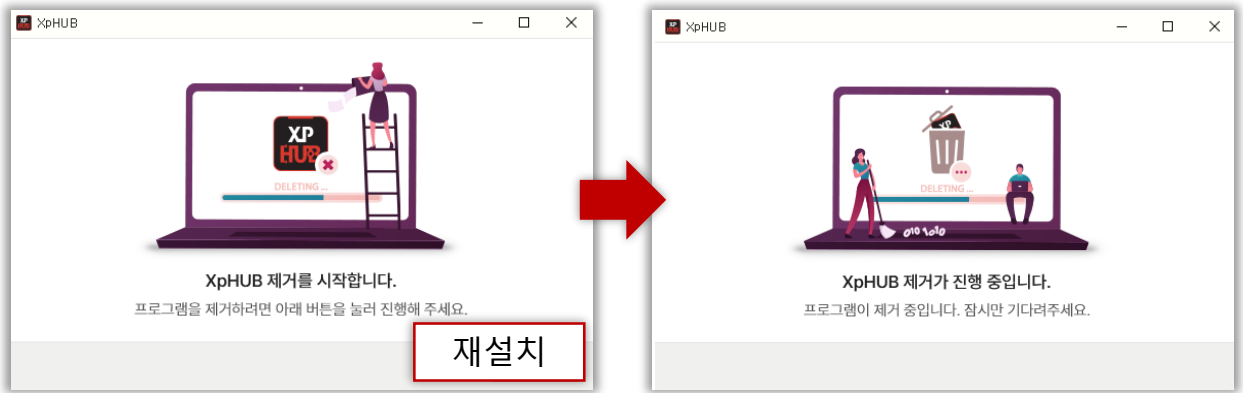 XpHUB
XP
HUB
DELETING ...
XpHUB 제거를 시작합니다.
프로그램을 제거하려면 아래 버튼을 눌러 진행해 주세요.
재설치
XpHUB
XP
DELETING ...
010 1010
XpHUB 제거가 진행 중입니다.
프로그램이 제거 중입니다. 잠시만 기다려주세요.